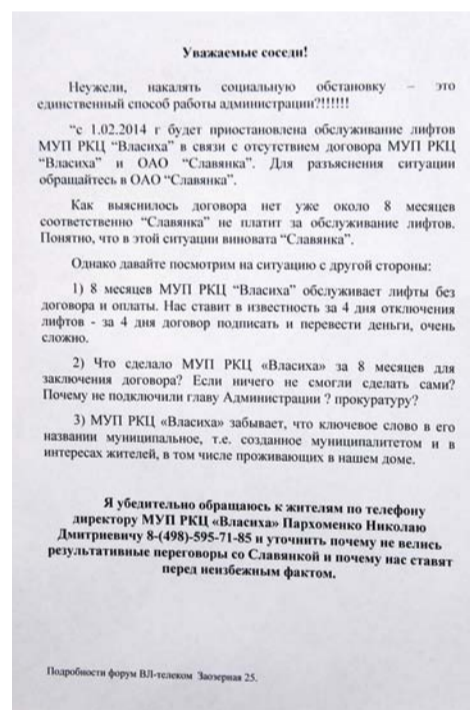 Уважаемые соседи!
Неужели, накалять социальную обстановку – это
единственный способ работы администрации?!!!!!!
“с 1.02.2014 г будет приостановлена обслуживание лифтов
МУП РКЦ “Власиха” в связи с отсутствием договора МУП РКЦ
“Власиха” и ОАО “Славянка”. Для разъяснения ситуации
обращайтесь в ОАО “Славянка”.
Как выяснилось договора нет уже около 8 месяцев
соответственно “Славянка” не платит за обслуживание лифтов.
Понятно, что в этой ситуации виновата “Славянка”.
Однако давайте посмотрим на ситуацию с другой стороны:
1) 8 месяцев МУП РКЦ “Власиха” обслуживает лифты без
договора и оплаты. Нас ставит в известность за 4 дня отключения
лифтов - за 4 дня договор подписать и перевести деньги, очень
сложно.
2) Что сделало МУП РКЦ «Власиха» за 8 месяцев для
заключения договора? Если ничего не смогли сделать сами?
Почему не подключили главу Администрации ? прокуратуру?
3) МУП РКЦ «Власиха» забывает, что ключевое слово в его
названии муниципальное, т.е. созданное муниципалитетом и в
интересах жителей, в том числе проживающих в нашем доме.
Я убедительно обращаюсь к жителям по телефону
директору МУП РКЦ «Власиха» Пархоменко Николаю
Дмитриевичу 8-(498)-595-71-85 и уточнить почему не велись
результативные переговоры со Славянкой и почему нас ставят
перед неизбежным фактом.
Подробности форум ВЛ-телеком Заозерная 25.